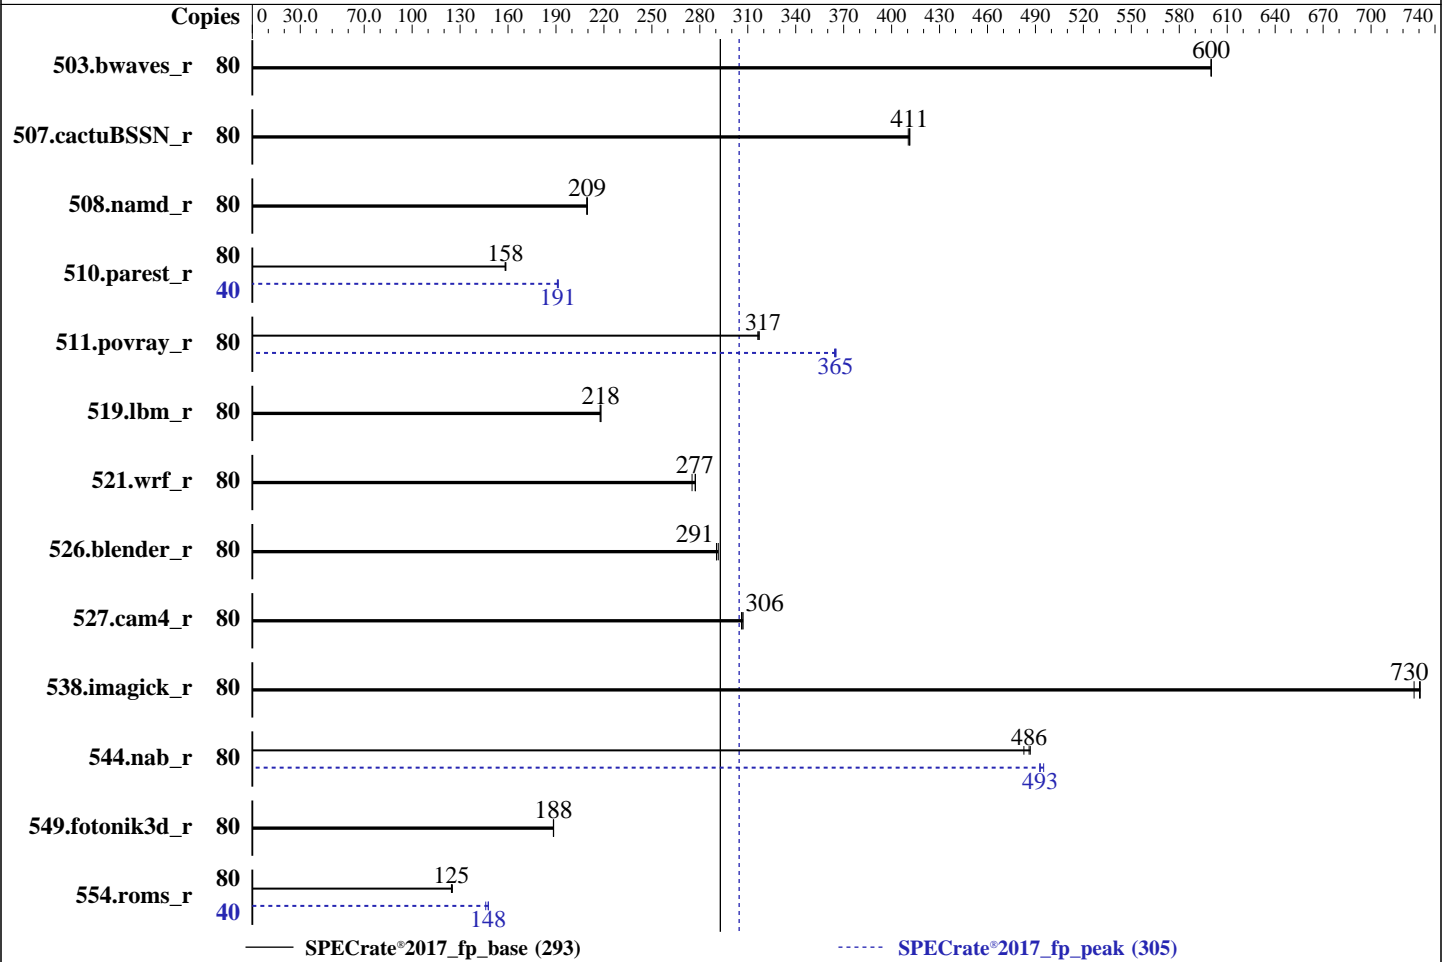 Copies 0 30.0 70.0 100 130 160 190 220 250 280 310 340 370 400 430 460 490 520 550 580 610 640 670 700 740
503.bwaves_r 80 600
507.cactuBSSN_r 80 411
508.namd_r 80 209
510.parest_r 80 158
40 191
511.povray_r 80 317
365
519.lbm_r 80 218
521.wrf_r 80 277
526.blender_r 80 291
527.cam4_r 80 306
538.imagick_r 80 730
544.nab_r 80 486
493
549.fotonik3d_r 80 188
554.roms_r 80 125
40 148
SPECrate®2017_fp_base (293) SPECrate®2017_fp_peak (305)